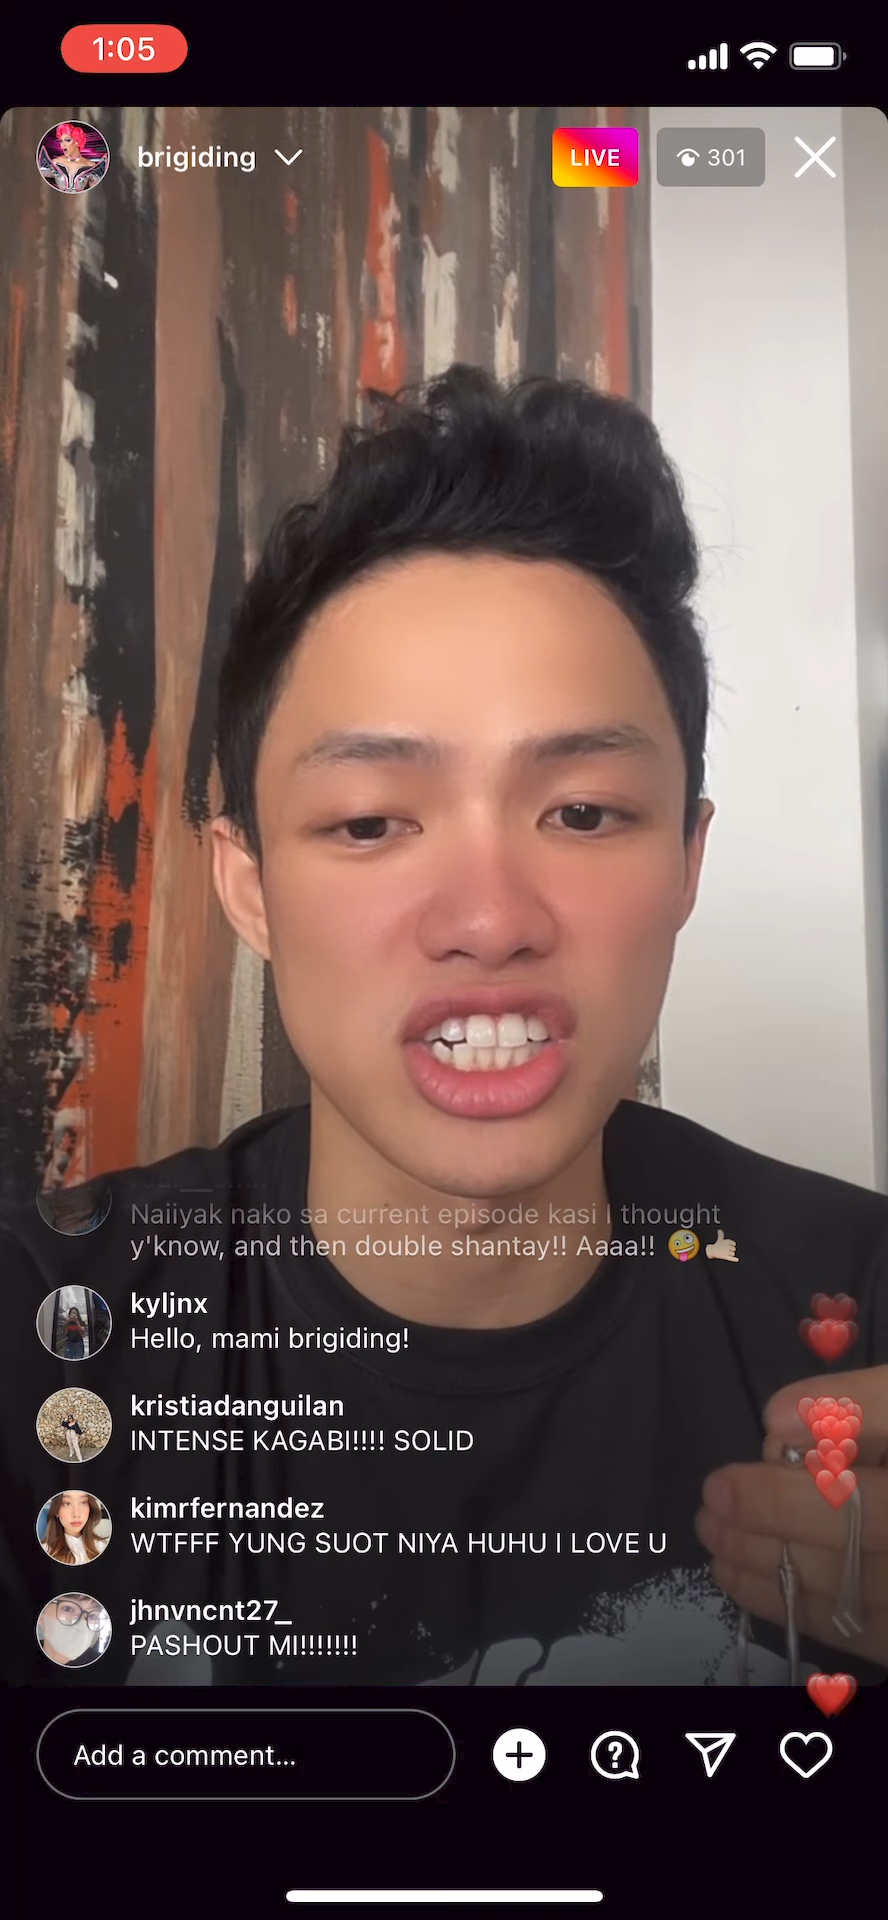 1:05
brigiding
LIVE
301
Naiiyak nako sa current episode kasi I thought
y'know, and then double shantay!! Aaaa!! 🤪🤙🏻
kyljnx
Hello, mami brigiding!
kristiadanguilan
INTENSE KAGABI!!!! SOLID
kimrfernandez
WTFFF YUNG SUOT NIYA HUHU I LOVE U
jhnvncnt27_
PASHOUT MI!!!!!!!
Add a comment...